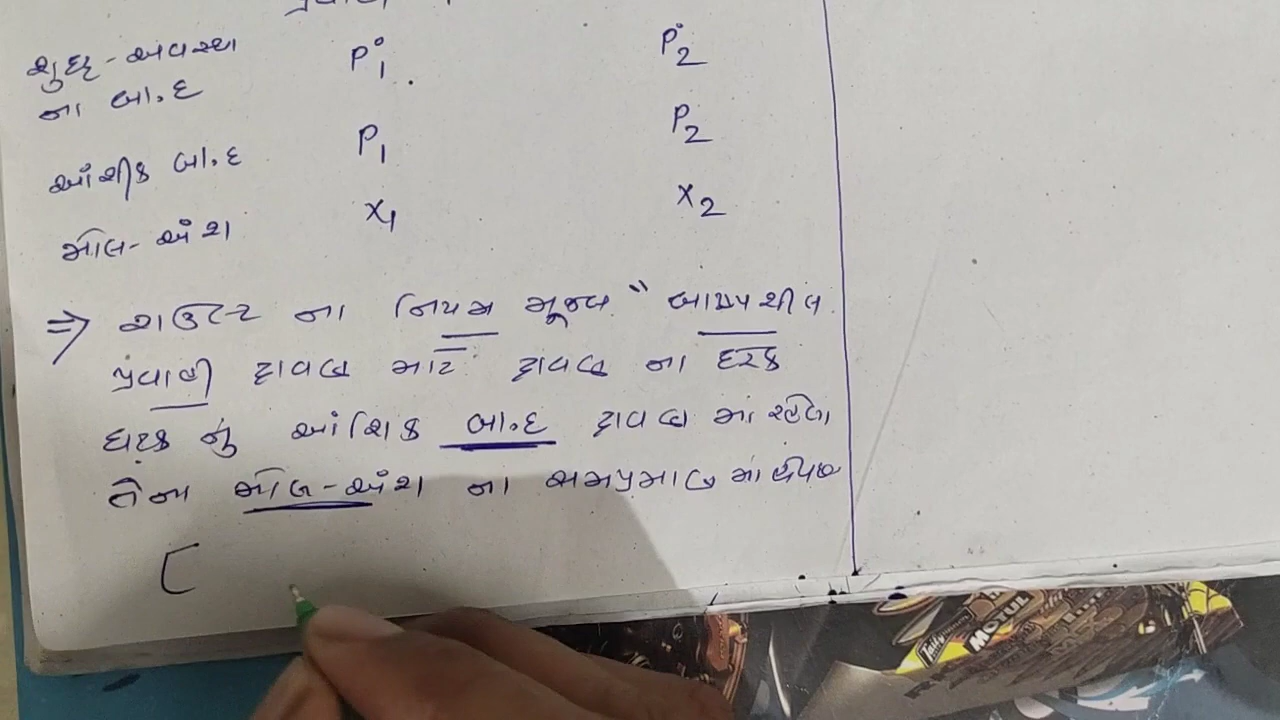 શુદ્ધ-અવસ્થા P°1 P°2
ના બા.દ
આંશીક બા.દ P1 P2
મોલ-અંશ x1 x2
⇒ રાઉલ્ટ ના નિયમ મૂજબ " બાષ્પશીલ
પ્રવાહી દ્રાવણ માટે દ્રાવણ ના દરેક
ઘટક નું આંશિક બા.દ દ્રાવણ માં રહેલા
તેના મોલ-અંશ ના સમપ્રમાણ માં હોય છે
[
MOTUL